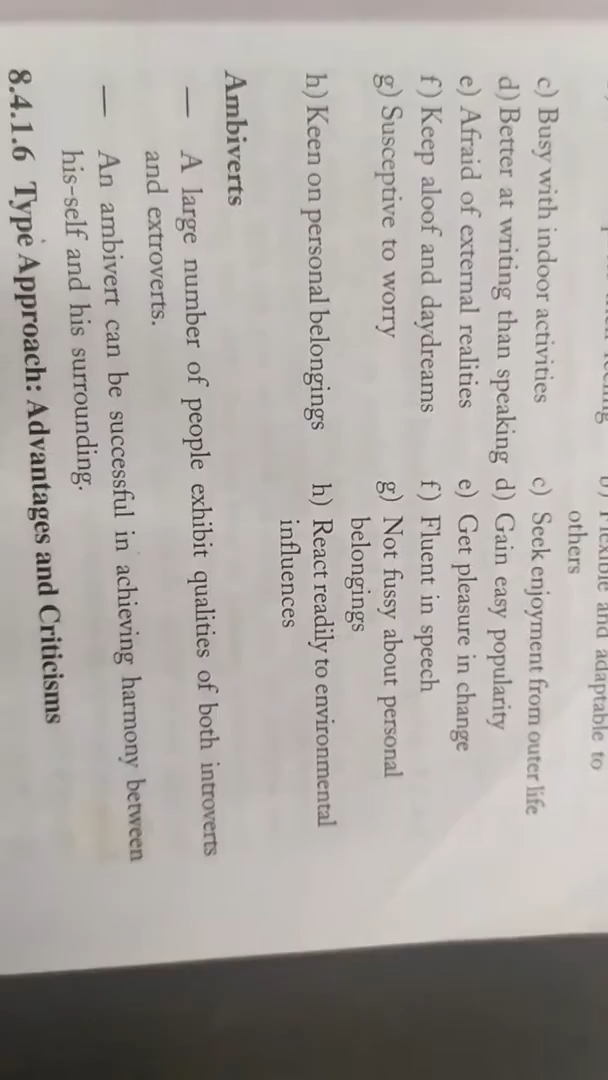 b) Flexible and adaptable to
others
c) Busy with indoor activities c) Seek enjoyment from outer life
d) Better at writing than speaking d) Gain easy popularity
e) Afraid of external realities e) Get pleasure in change
f) Keep aloof and daydreams f) Fluent in speech
g) Susceptive to worry g) Not fussy about personal
belongings
h) Keen on personal belongings h) React readily to environmental
influences
Ambiverts
— A large number of people exhibit qualities of both introverts
and extroverts.
— An ambivert can be successful in achieving harmony between
his-self and his surrounding.
8.4.1.6 Type Approach: Advantages and Criticisms